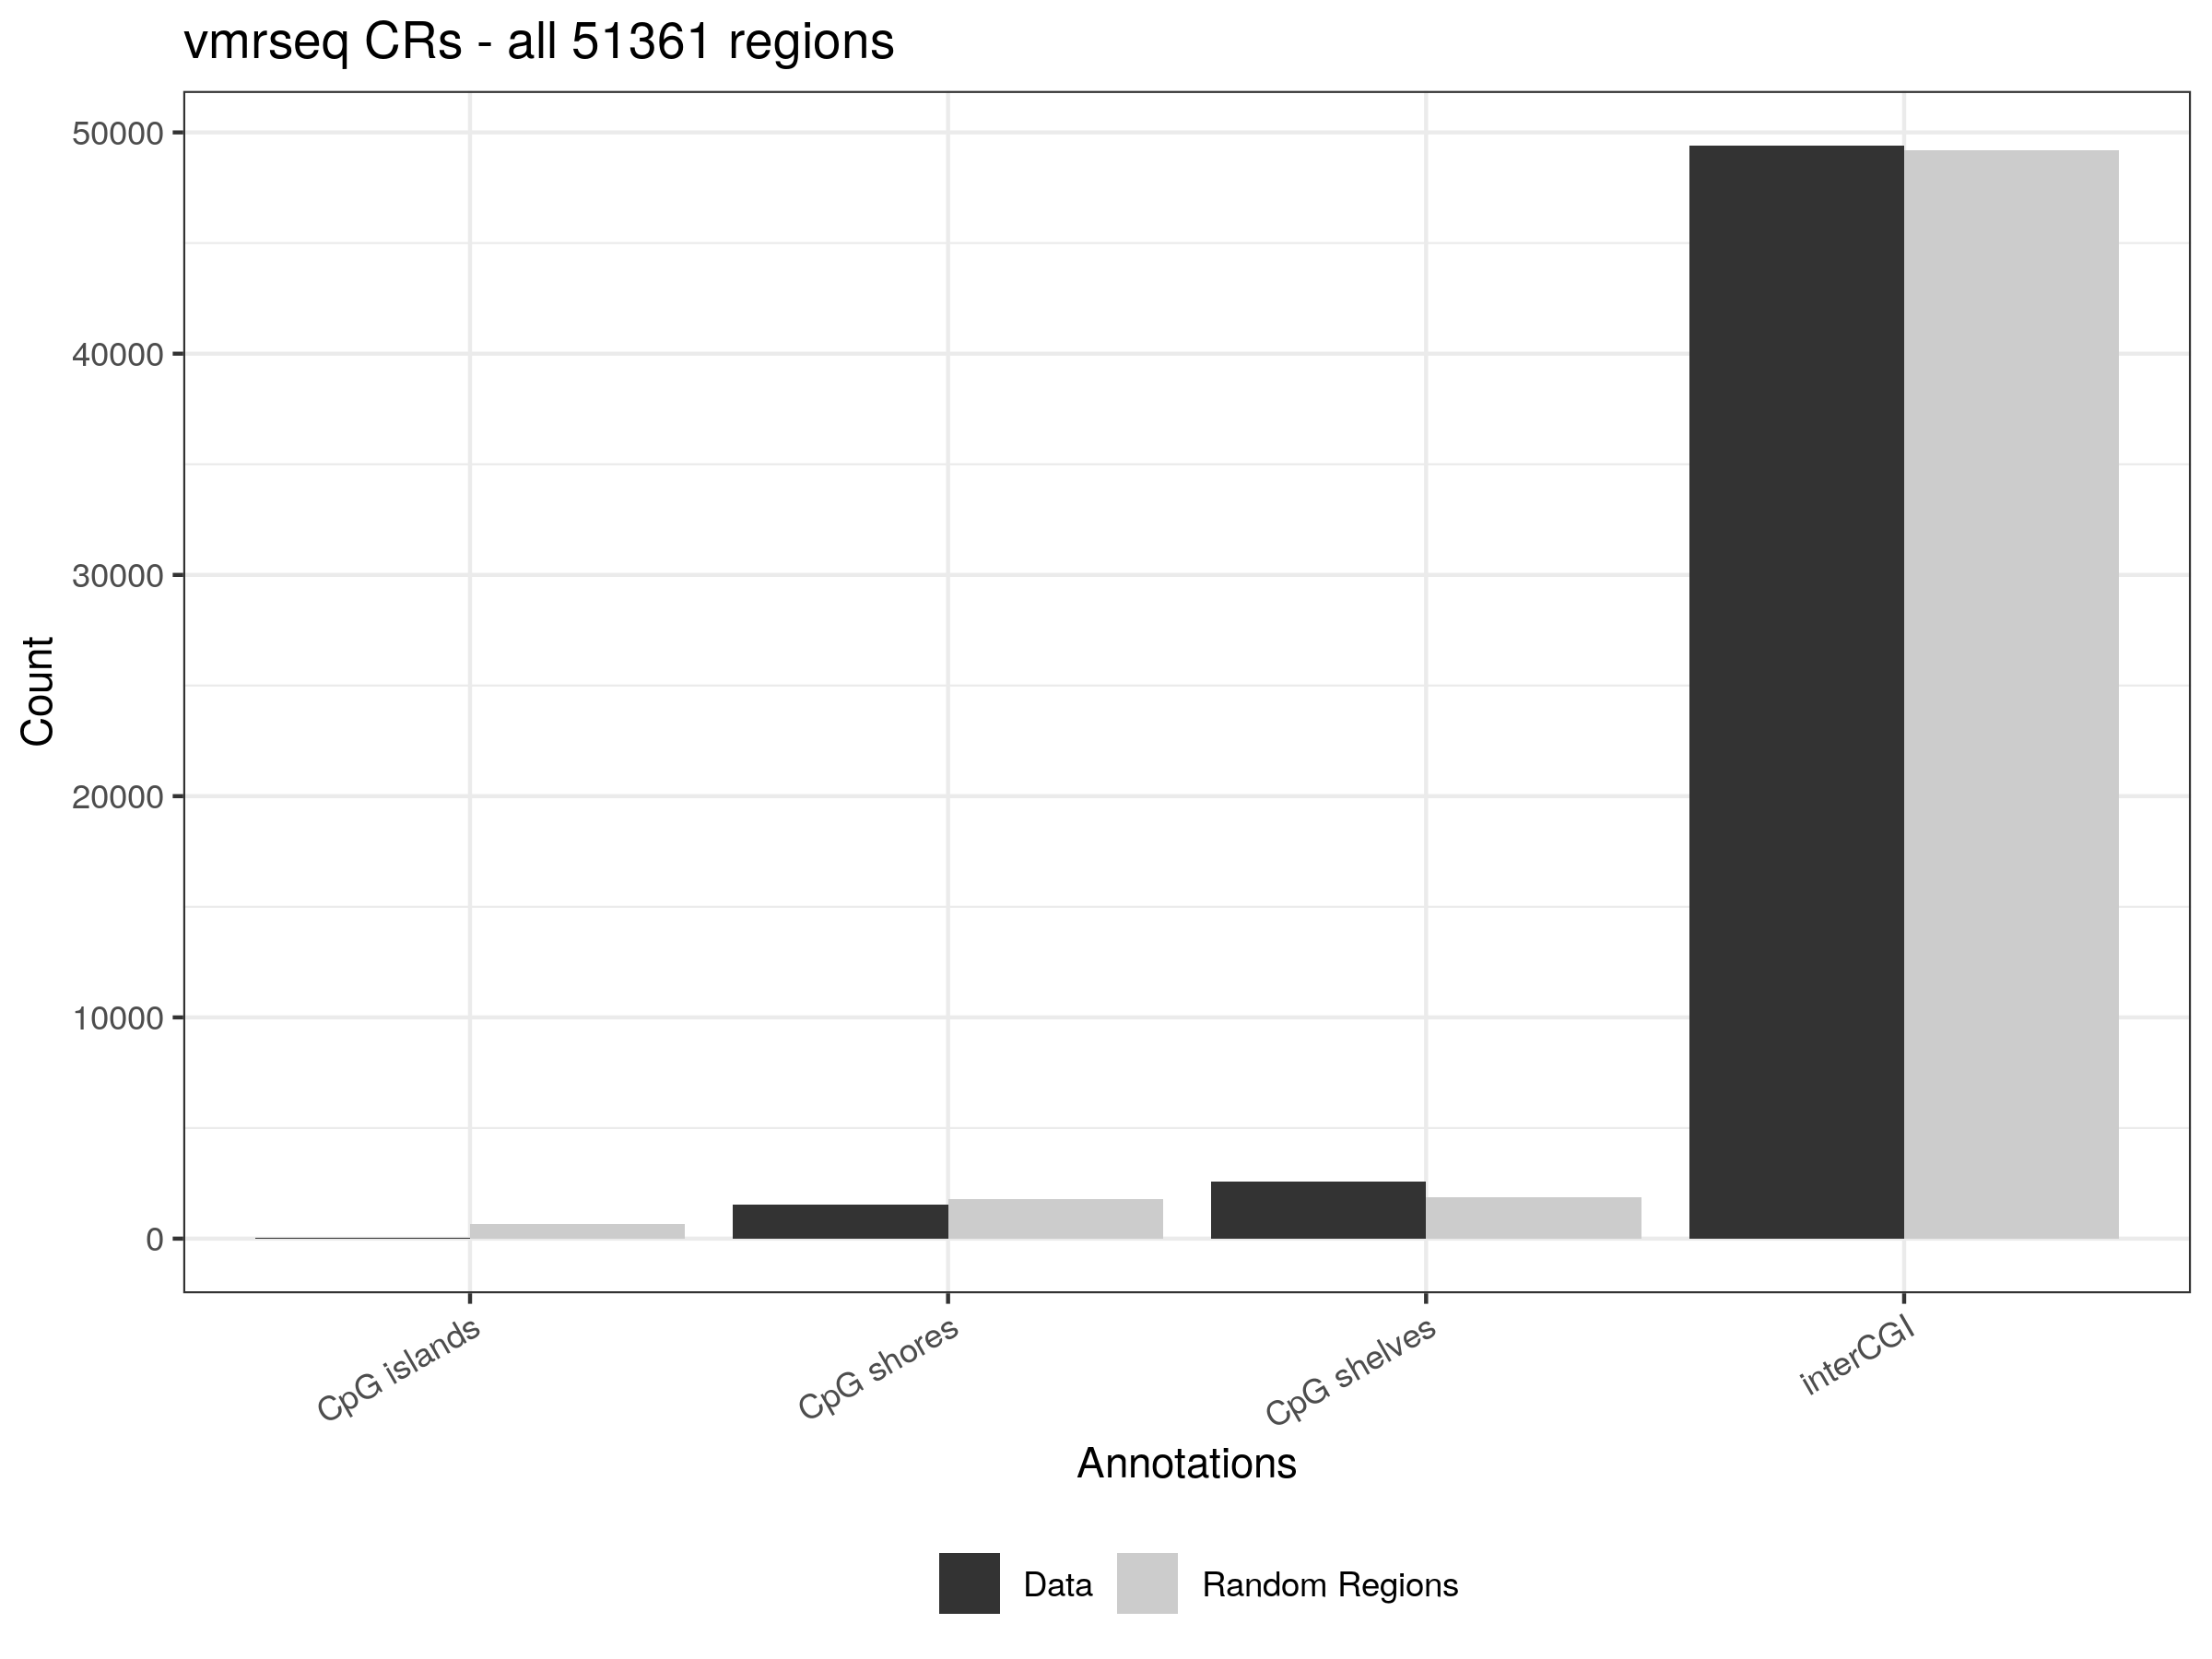 vmrseq CRs - all 51361 regions
50000
40000
30000
20000
10000
0
Count
CpG islands
CpG shores
CpG shelves
interCGI
Annotations
Data
Random Regions